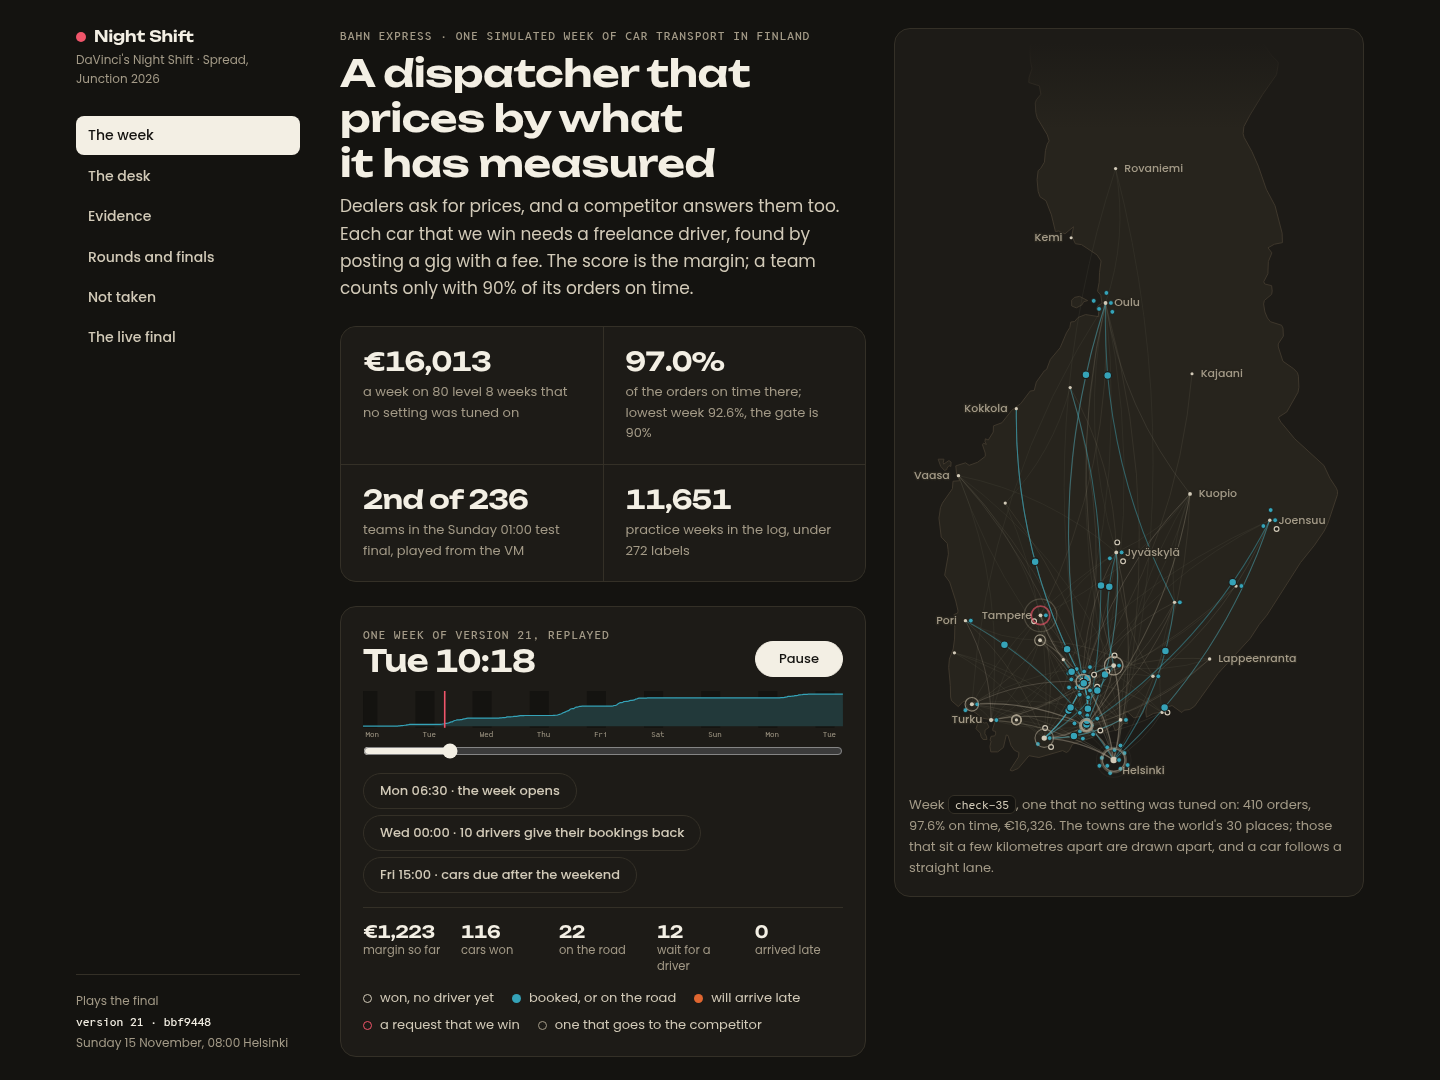 Night Shift
DaVinci's Night Shift · Spread,
Junction 2026
The week
The desk
Evidence
Rounds and finals
Not taken
The live final
Plays the final
version 21 · bbf9448
Sunday 15 November, 08:00 Helsinki
BAHN EXPRESS · ONE SIMULATED WEEK OF CAR TRANSPORT IN FINLAND
A dispatcher that
prices by what
it has measured
Dealers ask for prices, and a competitor answers them too.
Each car that we win needs a freelance driver, found by
posting a gig with a fee. The score is the margin; a team
counts only with 90% of its orders on time.
€16,013
a week on 80 level 8 weeks that
no setting was tuned on
97.0%
of the orders on time there;
lowest week 92.6%, the gate is
90%
2nd of 236
teams in the Sunday 01:00 test
final, played from the VM
11,651
practice weeks in the log, under
272 labels
ONE WEEK OF VERSION 21, REPLAYED
Tue 10:18
Pause
Mon Tue Wed Thu Fri Sat Sun Mon Tue
Mon 06:30 · the week opens
Wed 00:00 · 10 drivers give their bookings back
Fri 15:00 · cars due after the weekend
€1,223
margin so far
116
cars won
22
on the road
12
wait for a
driver
0
arrived late
won, no driver yet
booked, or on the road
will arrive late
a request that we win
one that goes to the competitor
Rovaniemi
Kemi
Oulu
Kajaani
Kokkola
Vaasa
Kuopio
Joensuu
Jyväskylä
Tampere
Pori
Lappeenranta
Turku
Helsinki
Week check-35, one that no setting was tuned on: 410 orders,
97.6% on time, €16,326. The towns are the world's 30 places; those
that sit a few kilometres apart are drawn apart, and a car follows a
straight lane.